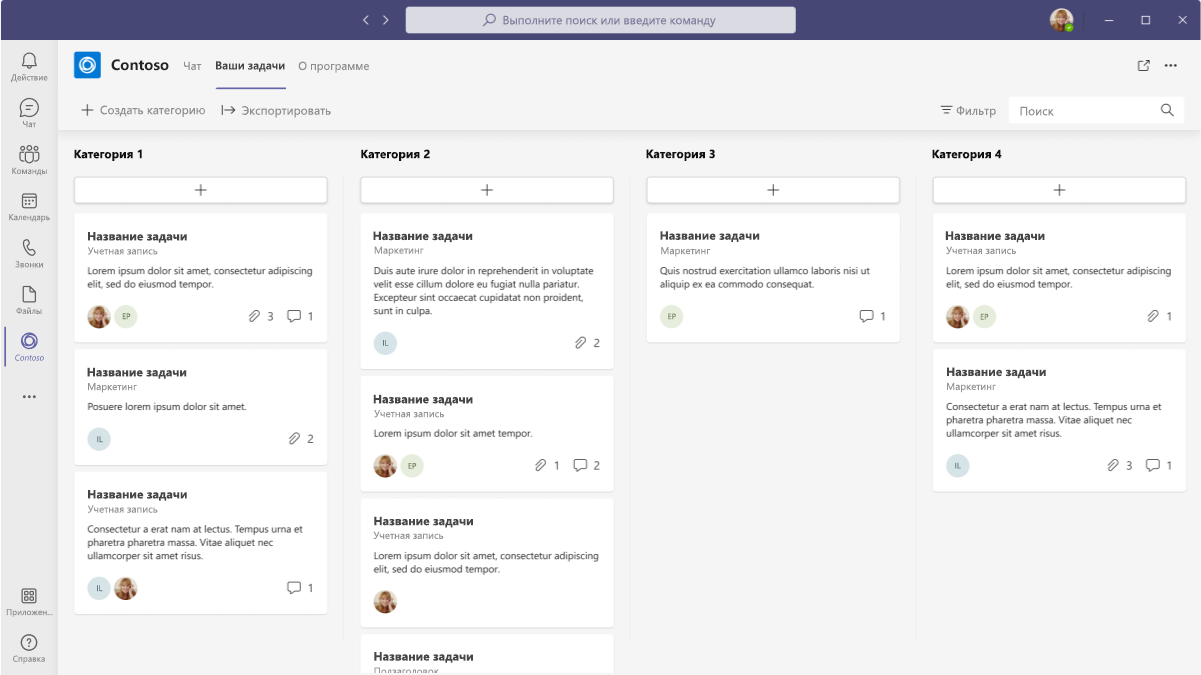 Выполните поиск или введите команду
Действие
Чат
Команды
Календарь
Звонки
Файлы
Contoso
Приложен...
Справка
Contoso Чат Ваши задачи О программе
Создать категорию Экспортировать
Фильтр Поиск
Категория 1
Название задачи
Учетная запись
Lorem ipsum dolor sit amet, consectetur adipiscing
elit, sed do eiusmod tempor.
EP 3 1
Название задачи
Маркетинг
Posuere lorem ipsum dolor sit amet.
IL 2
Название задачи
Учетная запись
Consectetur a erat nam at lectus. Tempus urna et
pharetra pharetra massa. Vitae aliquet nec
ullamcorper sit amet risus.
IL 1
Категория 2
Название задачи
Маркетинг
Duis aute irure dolor in reprehenderit in voluptate
velit esse cillum dolore eu fugiat nulla pariatur.
Excepteur sint occaecat cupidatat non proident,
sunt in culpa.
IL 2
Название задачи
Учетная запись
Lorem ipsum dolor sit amet tempor.
EP 1 2
Название задачи
Учетная запись
Lorem ipsum dolor sit amet, consectetur adipiscing
elit, sed do eiusmod tempor.
Название задачи
Подзаголовок
Категория 3
Название задачи
Маркетинг
Quis nostrud exercitation ullamco laboris nisi ut
aliquip ex ea commodo consequat.
EP 1
Категория 4
Название задачи
Учетная запись
Lorem ipsum dolor sit amet, consectetur adipiscing
elit, sed do eiusmod tempor.
EP 1
Название задачи
Маркетинг
Consectetur a erat nam at lectus. Tempus urna et
pharetra pharetra massa. Vitae aliquet nec
ullamcorper sit amet risus.
IL 3 1